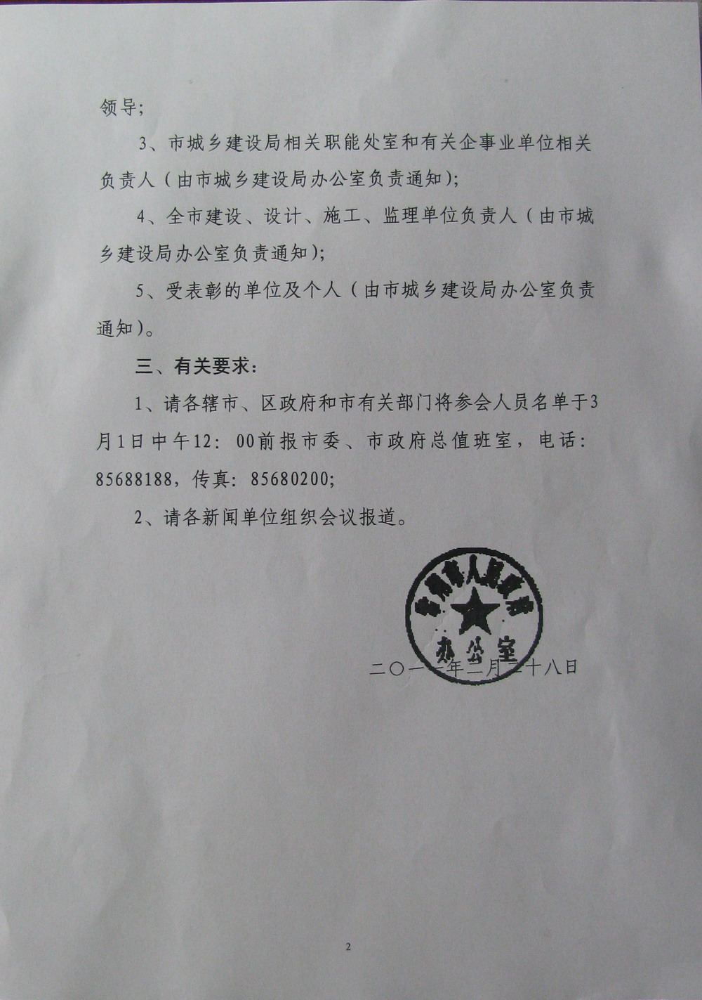 领导;
3、市城乡建设局相关职能处室和有关企事业单位相关
负责人（由市城乡建设局办公室负责通知）;
4、全市建设、设计、施工、监理单位负责人（由市城
乡建设局办公室负责通知）;
5、受表彰的单位及个人（由市城乡建设局办公室负责
通知）。
三、有关要求：
1、请各辖市、区政府和市有关部门将参会人员名单于3
月1日中午12：00前报市委、市政府总值班室，电话：
85688188，传真：85680200;
2、请各新闻单位组织会议报道。
常州市人民政府
办公室
二〇一一年二月二十八日
2